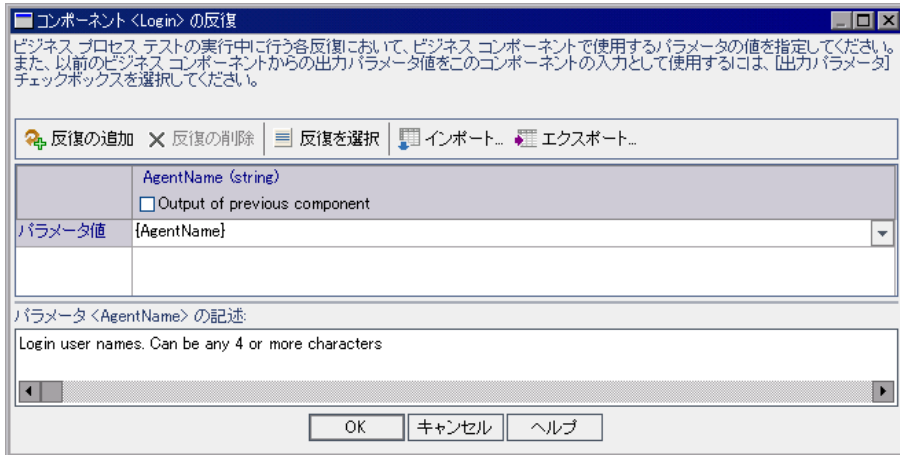 コンポーネント <Login> の反復
ビジネス プロセス テストの実行中に行う各反復において、ビジネス コンポーネントで使用するパラメータの値を指定してください。
また、以前のビジネス コンポーネントからの出力パラメータ値をこのコンポーネントの入力として使用するには、[出力パラメータ]
チェックボックスを選択してください。
反復の追加 反復の削除 反復を選択 インポート... エクスポート...
AgentName (string)
Output of previous component
パラメータ値 {AgentName}
パラメータ <AgentName> の記述:
Login user names. Can be any 4 or more characters
OK キャンセル ヘルプ